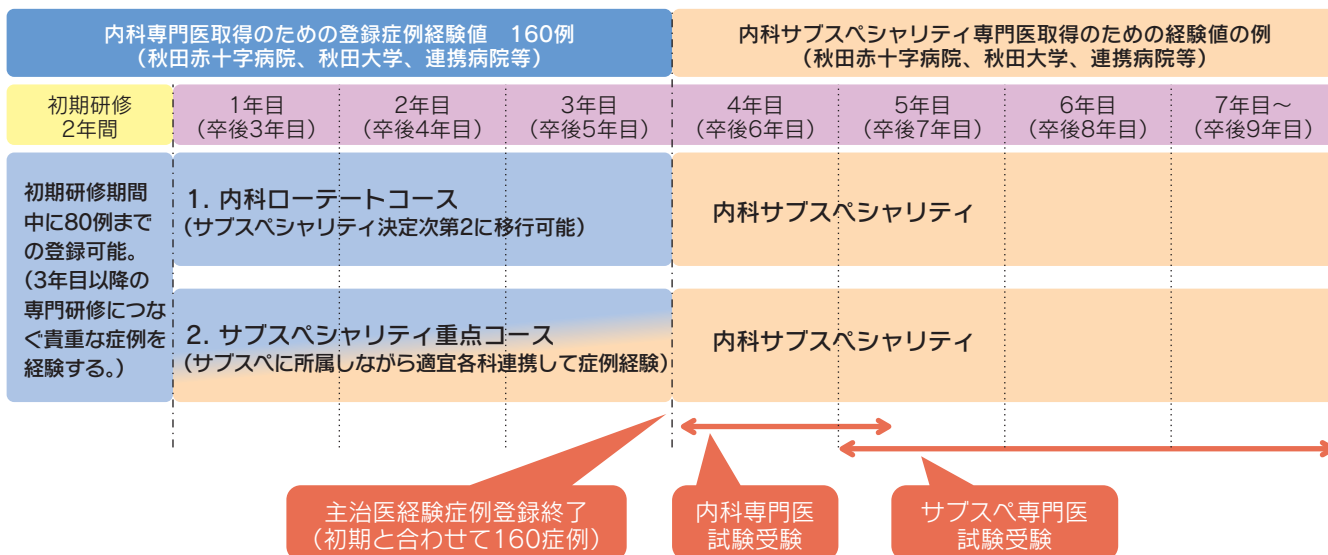 内科専門医取得のための登録症例経験値　160例
（秋田赤十字病院、秋田大学、連携病院等）
内科サブスペシャリティ専門医取得のための経験値の例
（秋田赤十字病院、秋田大学、連携病院等）
初期研修
2年間
1年目
（卒後3年目）
2年目
（卒後4年目）
3年目
（卒後5年目）
4年目
（卒後6年目）
5年目
（卒後7年目）
6年目
（卒後8年目）
7年目～
（卒後9年目）
初期研修期間
中に80例まで
の登録可能。
（3年目以降の
専門研修につな
ぐ貴重な症例を
経験する。）
1. 内科ローテートコース
（サブスペシャリティ決定次第2に移行可能）
内科サブスペシャリティ
2. サブスペシャリティ重点コース
（サブスペに所属しながら適宜各科連携して症例経験）
内科サブスペシャリティ
主治医経験症例登録終了
（初期と合わせて160症例）
内科専門医
試験受験
サブスペ専門医
試験受験